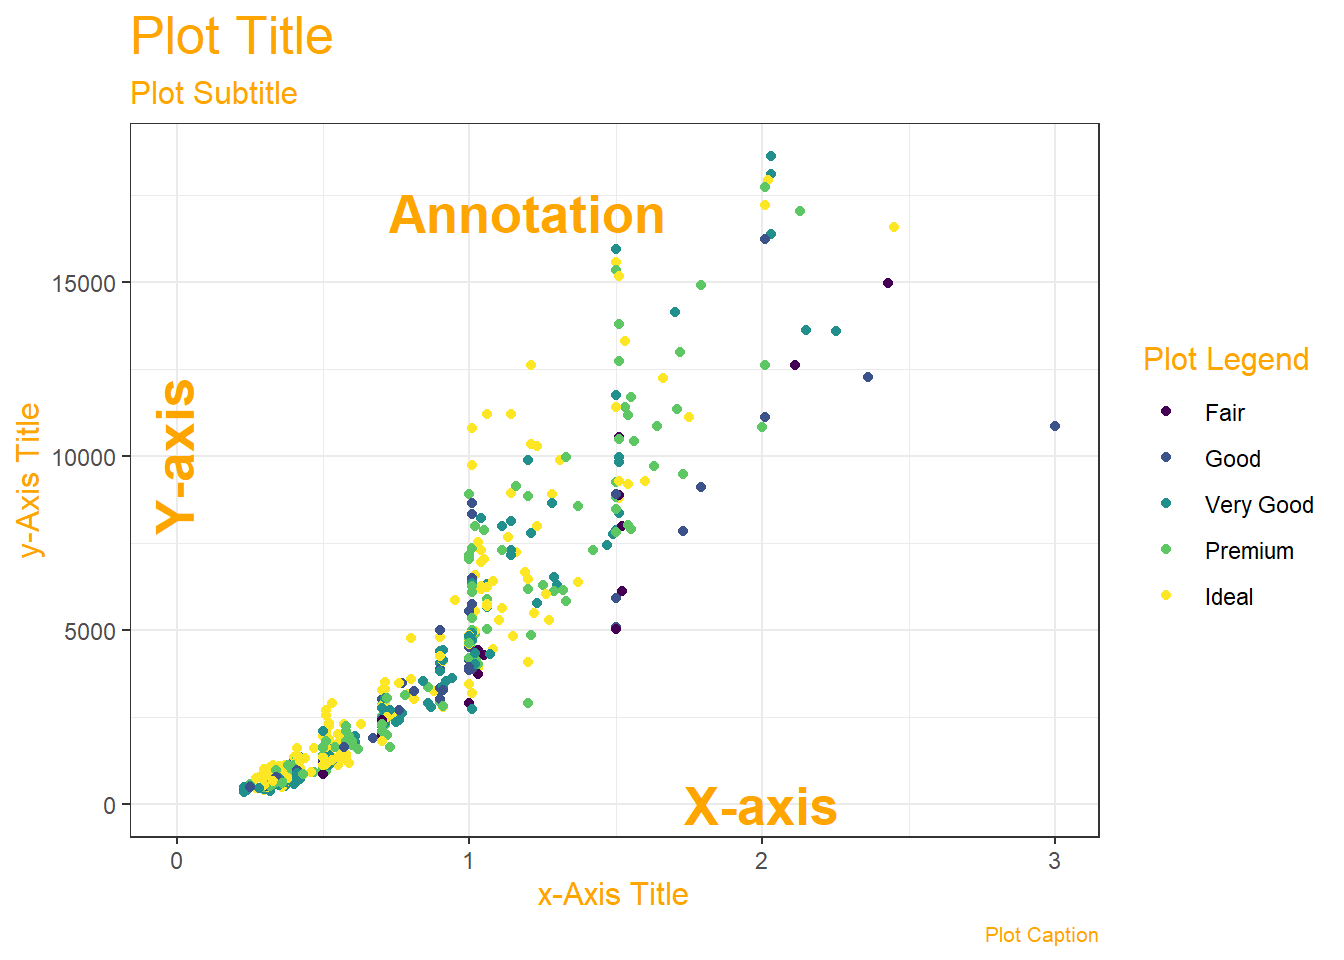 Plot Title
Plot Subtitle
Annotation
15000
10000
5000
0
y-Axis Title
Y-axis
X-axis
0 1 2 3
x-Axis Title
Plot Caption
Plot Legend
Fair
Good
Very Good
Premium
Ideal